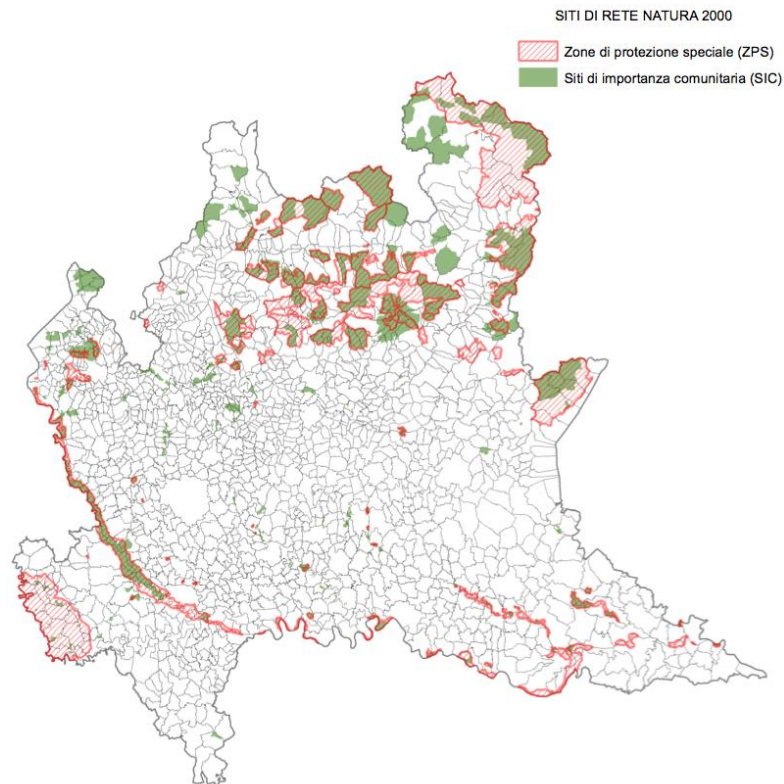 SITI DI RETE NATURA 2000
Zone di protezione speciale (ZPS)
Siti di importanza comunitaria (SIC)